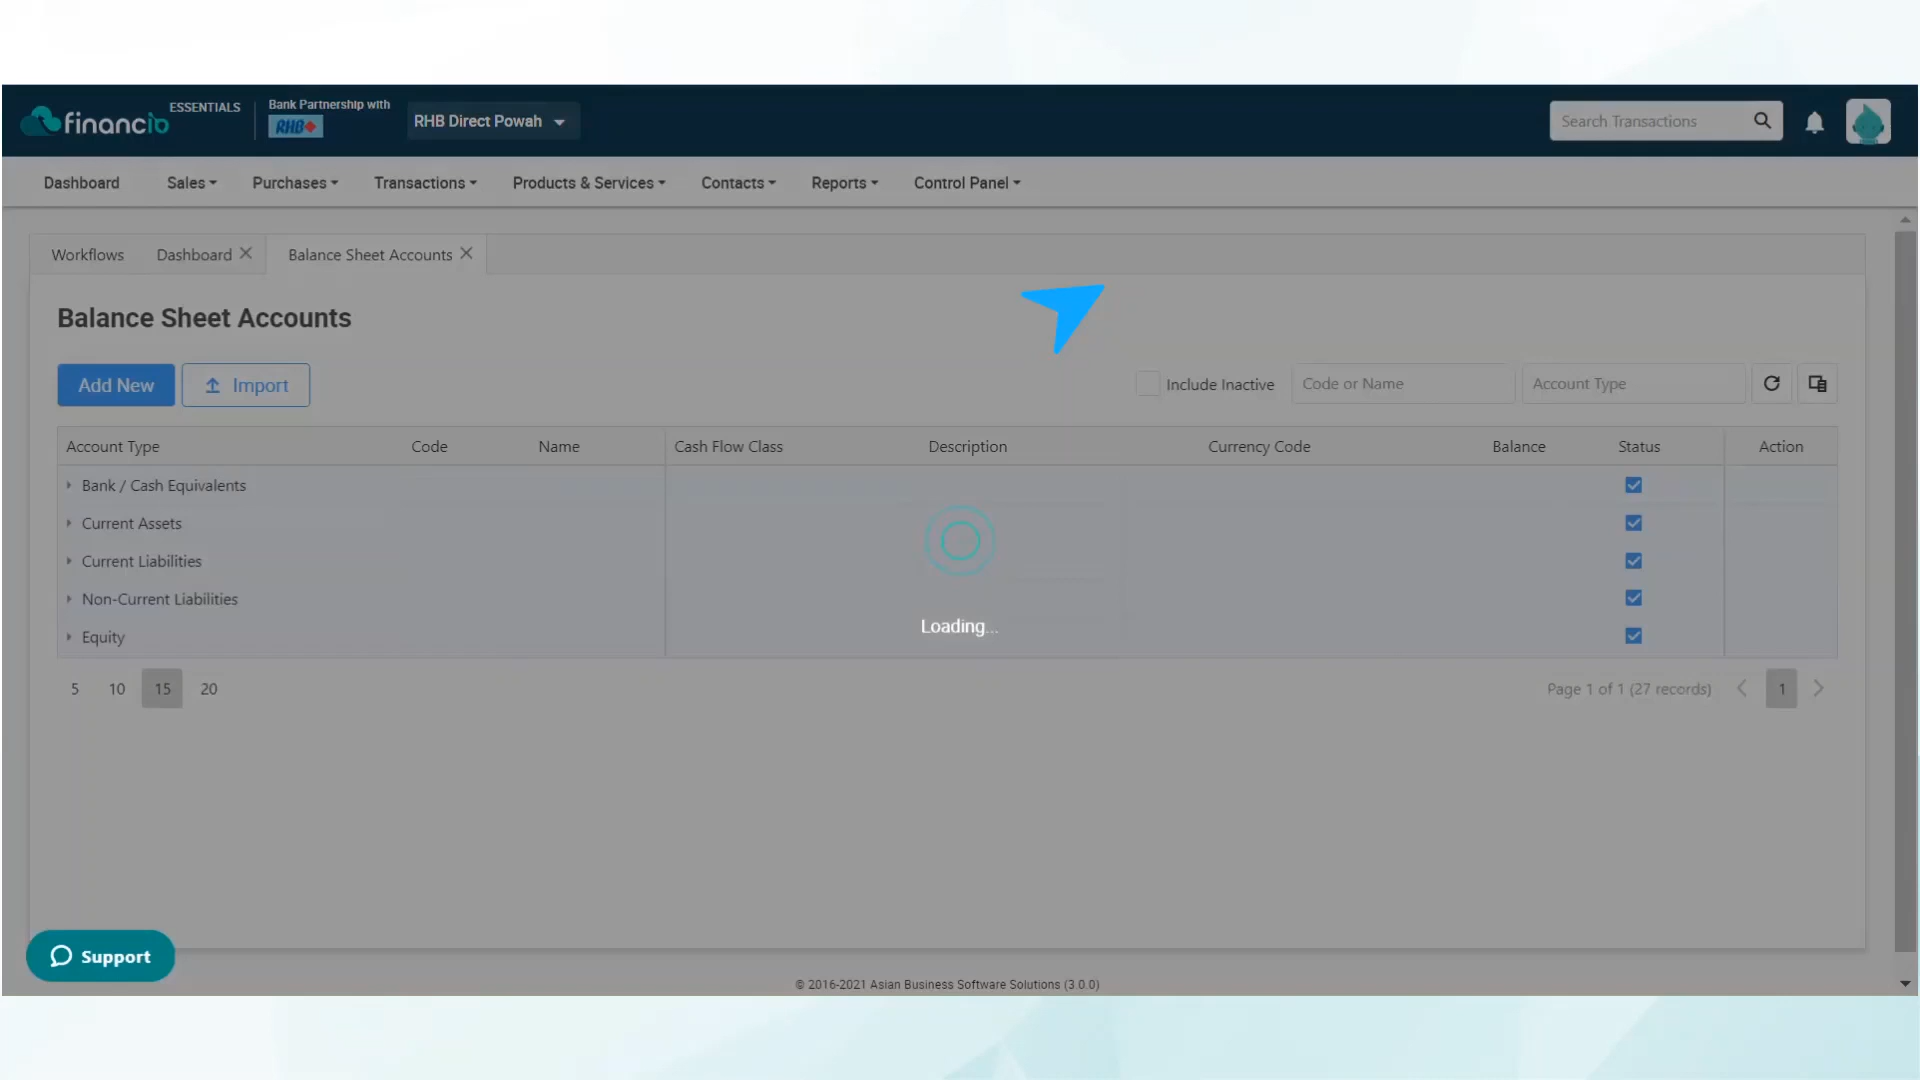 financio ESSENTIALS Bank Partnership with RHB RHB Direct Powah Search Transactions
Dashboard Sales Purchases Transactions Products & Services Contacts Reports Control Panel
Workflows Dashboard Balance Sheet Accounts
Balance Sheet Accounts
Add New Import Include Inactive Code or Name Account Type
Account Type Code Name Cash Flow Class Description Currency Code Balance Status Action
Bank / Cash Equivalents
Current Assets
Current Liabilities
Non-Current Liabilities
Equity
Loading...
5 10 15 20 Page 1 of 1 (27 records) 1
Support
© 2016-2021 Asian Business Software Solutions (3.0.0)